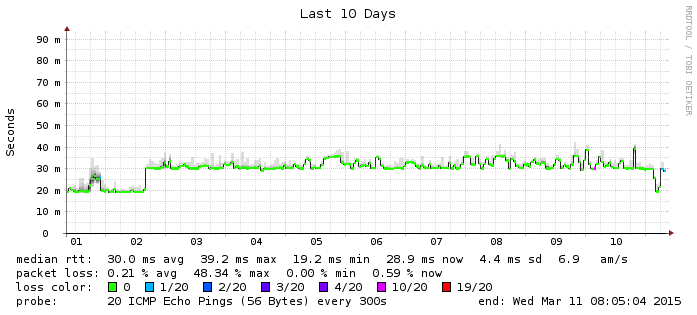 Last 10 Days
RRDTOOL / TOBI OETIKER
Seconds
90 m
80 m
70 m
60 m
50 m
40 m
30 m
20 m
10 m
0
01 02 03 04 05 06 07 08 09 10
median rtt: 30.0 ms avg 39.2 ms max 19.2 ms min 28.9 ms now 4.4 ms sd 6.9 am/s
packet loss: 0.21 % avg 48.34 % max 0.00 % min 0.59 % now
loss color: 0 1/20 2/20 3/20 4/20 10/20 19/20
probe: 20 ICMP Echo Pings (56 Bytes) every 300s end: Wed Mar 11 08:05:04 2015